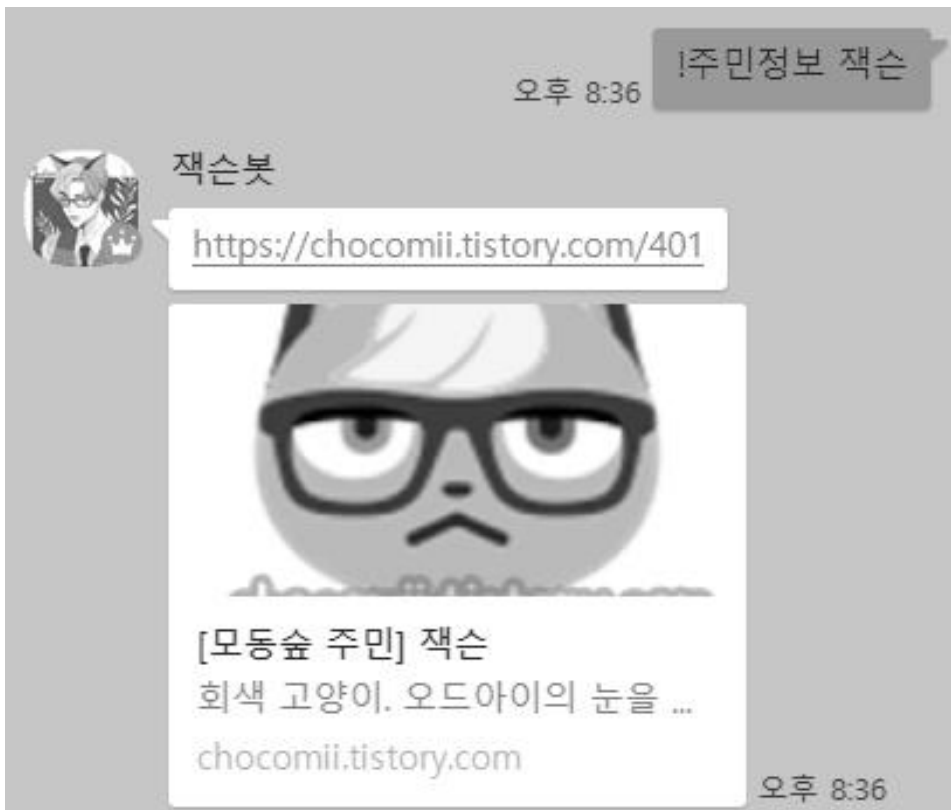 !주민정보 잭슨
오후 8:36
잭슨봇
https://chocomii.tistory.com/401
[모동숲 주민] 잭슨
회색 고양이. 오드아이의 눈을 ...
chocomii.tistory.com
오후 8:36